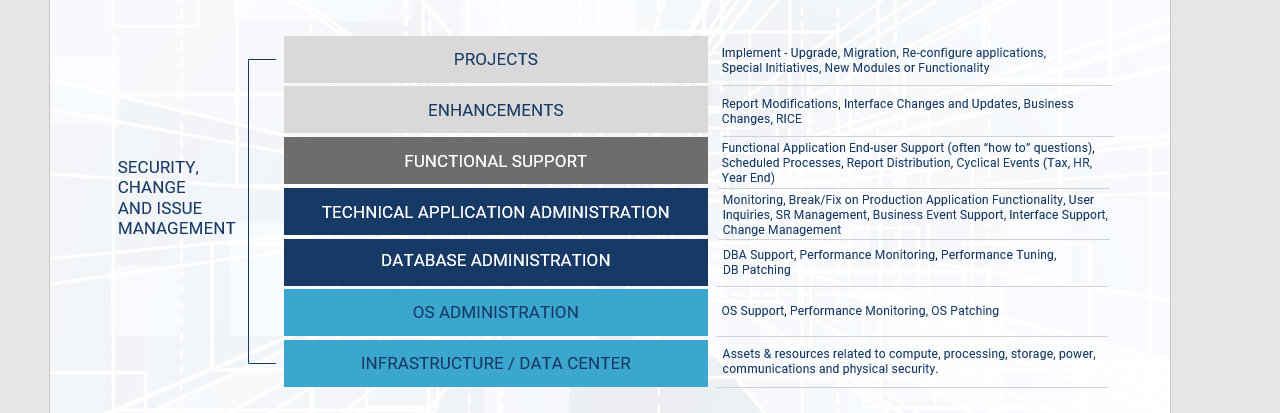 PROJECTS
Implement - Upgrade, Migration, Re-configure applications,
Special Initiatives, New Modules or Functionality
ENHANCEMENTS
Report Modifications, Interface Changes and Updates, Business
Changes, RICE
FUNCTIONAL SUPPORT
Functional Application End-user Support (often “how to” questions),
Scheduled Processes, Report Distribution, Cyclical Events (Tax, HR,
Year End)
SECURITY,
CHANGE
AND ISSUE
MANAGEMENT
TECHNICAL APPLICATION ADMINISTRATION
Monitoring, Break/Fix on Production Application Functionality, User
Inquiries, SR Management, Business Event Support, Interface Support,
Change Management
DATABASE ADMINISTRATION
DBA Support, Performance Monitoring, Performance Tuning,
DB Patching
OS ADMINISTRATION
OS Support, Performance Monitoring, OS Patching
INFRASTRUCTURE / DATA CENTER
Assets & resources related to compute, processing, storage, power,
communications and physical security.